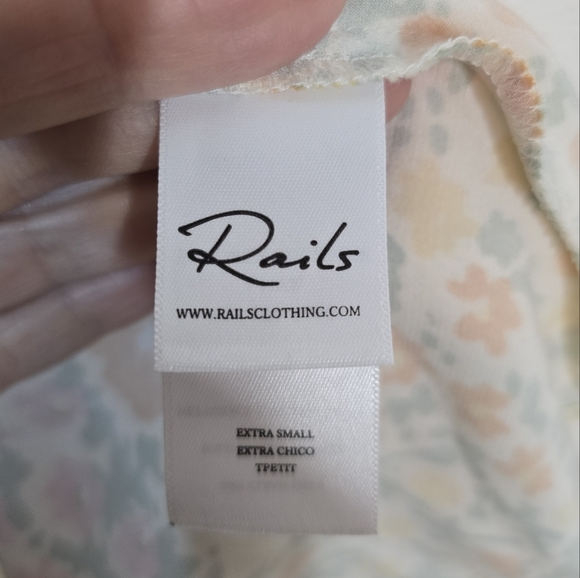 Rails
WWW.RAILSCLOTHING.COM
EXTRA SMALL
EXTRA CHICO
TPETIT